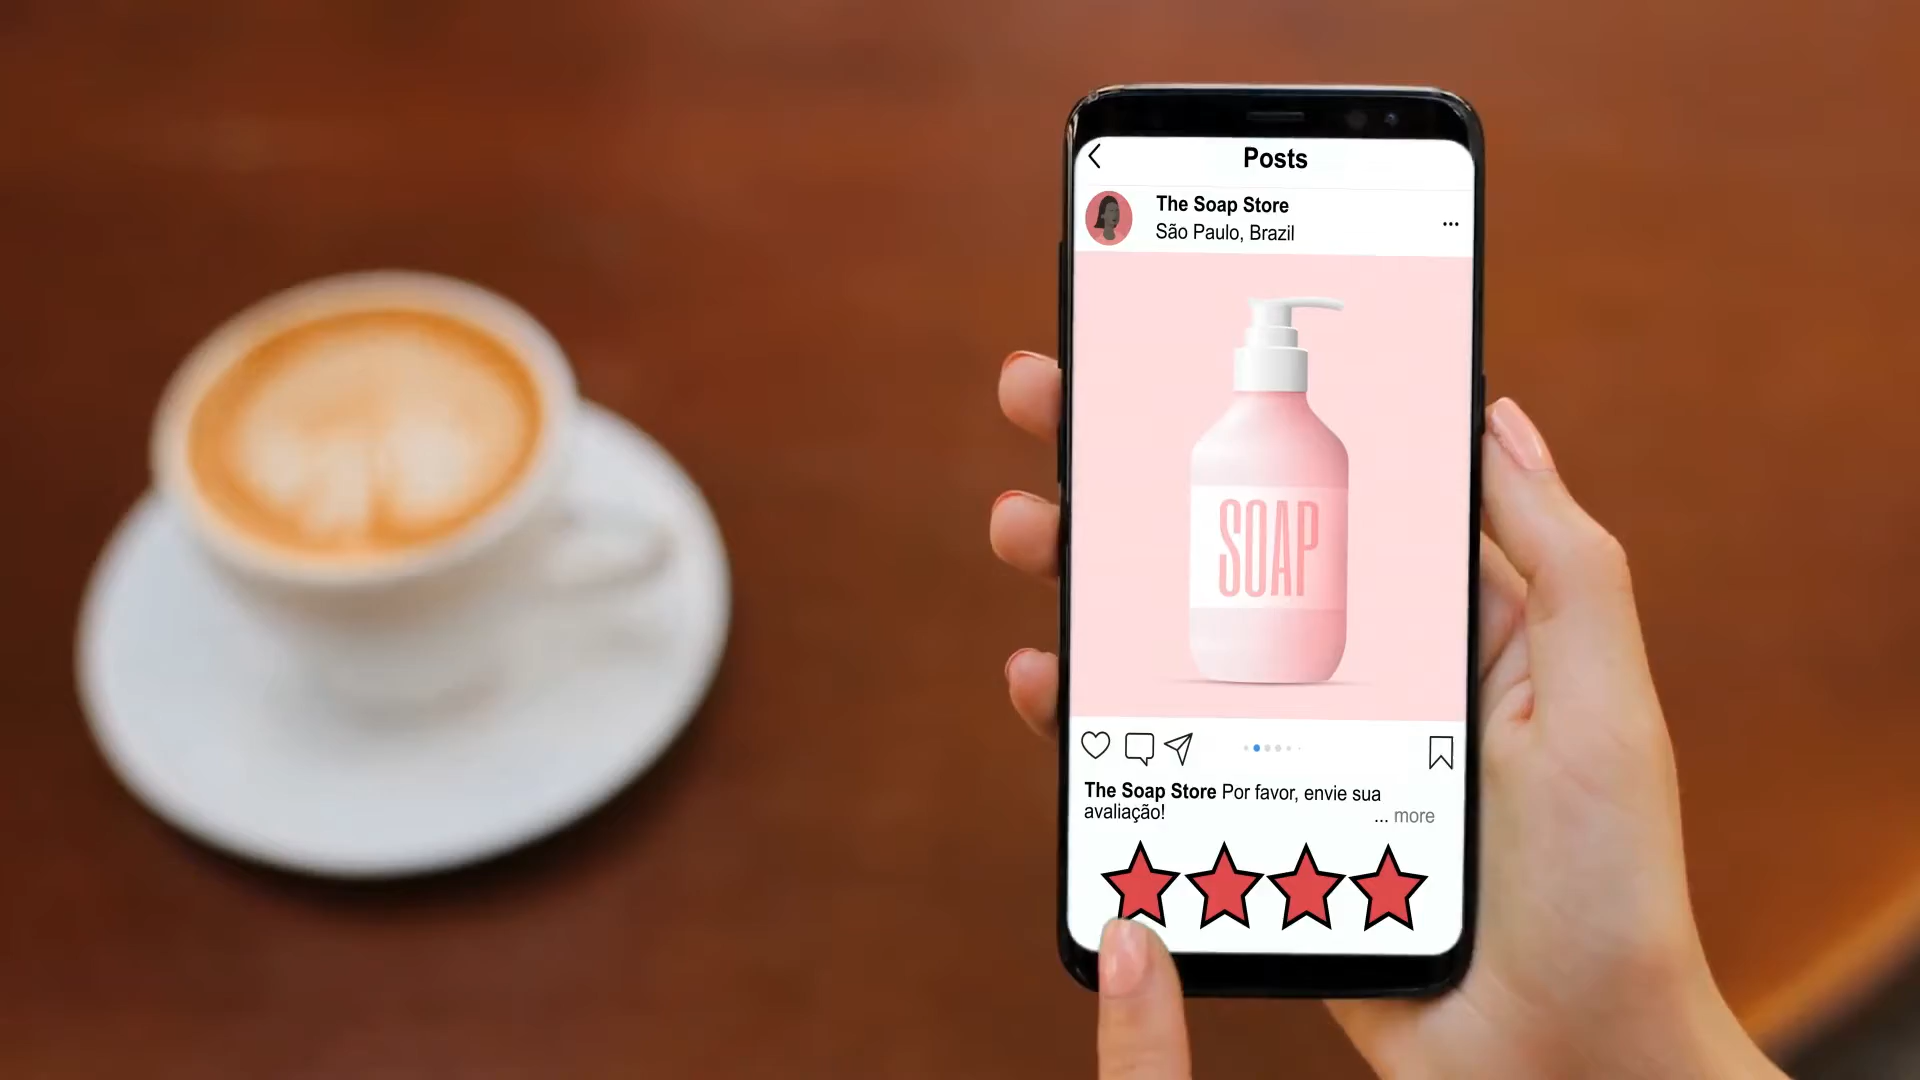 Posts
The Soap Store
São Paulo, Brazil
SOAP
The Soap Store Por favor, envie sua
avaliação!
... more